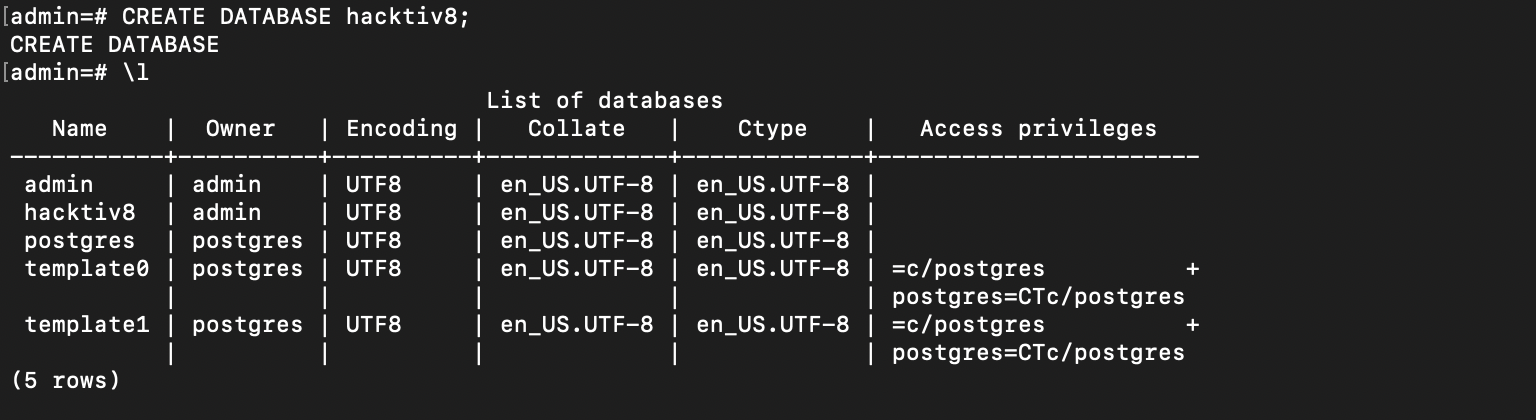 [admin=# CREATE DATABASE hacktiv8;
CREATE DATABASE
[admin=# \l
                                  List of databases
   Name    |  Owner   | Encoding |   Collate   |    Ctype    |   Access privileges
-----------+----------+----------+-------------+-------------+-----------------------
 admin     | admin    | UTF8     | en_US.UTF-8 | en_US.UTF-8 |
 hacktiv8  | admin    | UTF8     | en_US.UTF-8 | en_US.UTF-8 |
 postgres  | postgres | UTF8     | en_US.UTF-8 | en_US.UTF-8 |
 template0 | postgres | UTF8     | en_US.UTF-8 | en_US.UTF-8 | =c/postgres          +
           |          |          |             |             | postgres=CTc/postgres
 template1 | postgres | UTF8     | en_US.UTF-8 | en_US.UTF-8 | =c/postgres          +
           |          |          |             |             | postgres=CTc/postgres
(5 rows)